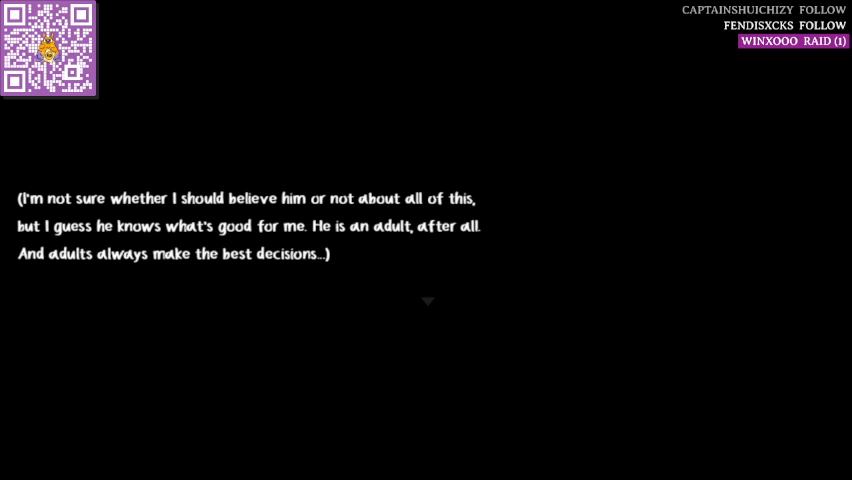 CAPTAINSHUICHIZY FOLLOW
FENDISXCKS FOLLOW
WINXOOO RAID (1)
(I'm not sure whether I should believe him or not about all of this,
but I guess he knows what's good for me. He is an adult, after all.
And adults always make the best decisions...)